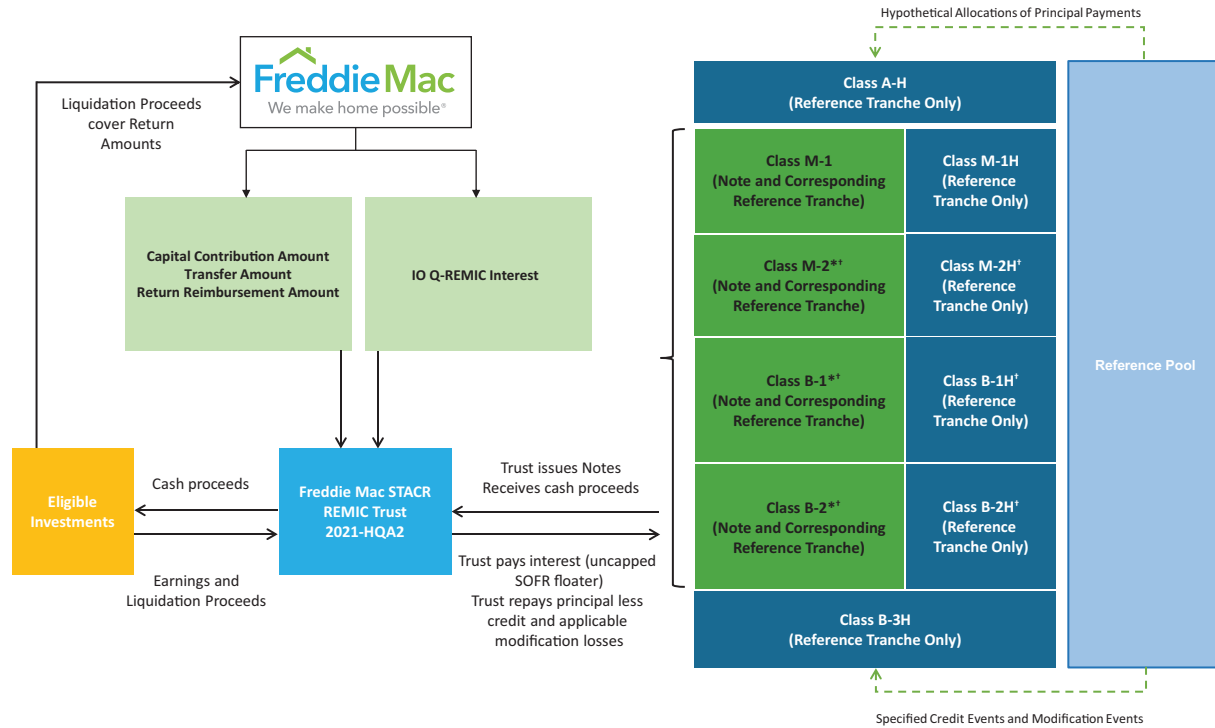 Hypothetical Allocations of Principal Payments
Freddie Mac
We make home possible®
Liquidation Proceeds
cover Return
Amounts
Capital Contribution Amount
Transfer Amount
Return Reimbursement Amount
IO Q-REMIC Interest
Eligible
Investments
Cash proceeds
Earnings and
Liquidation Proceeds
Freddie Mac STACR
REMIC Trust
2021-HQA2
Trust issues Notes
Receives cash proceeds
Trust pays interest (uncapped
SOFR floater)
Trust repays principal less
credit and applicable
modification losses
Class A-H
(Reference Tranche Only)
Class M-1
(Note and Corresponding
Reference Tranche)
Class M-1H
(Reference
Tranche Only)
Class M-2*†
(Note and Corresponding
Reference Tranche)
Class M-2H†
(Reference
Tranche Only)
Class B-1*†
(Note and Corresponding
Reference Tranche)
Class B-1H†
(Reference
Tranche Only)
Class B-2*†
(Note and Corresponding
Reference Tranche)
Class B-2H†
(Reference
Tranche Only)
Class B-3H
(Reference Tranche Only)
Reference Pool
Specified Credit Events and Modification Events